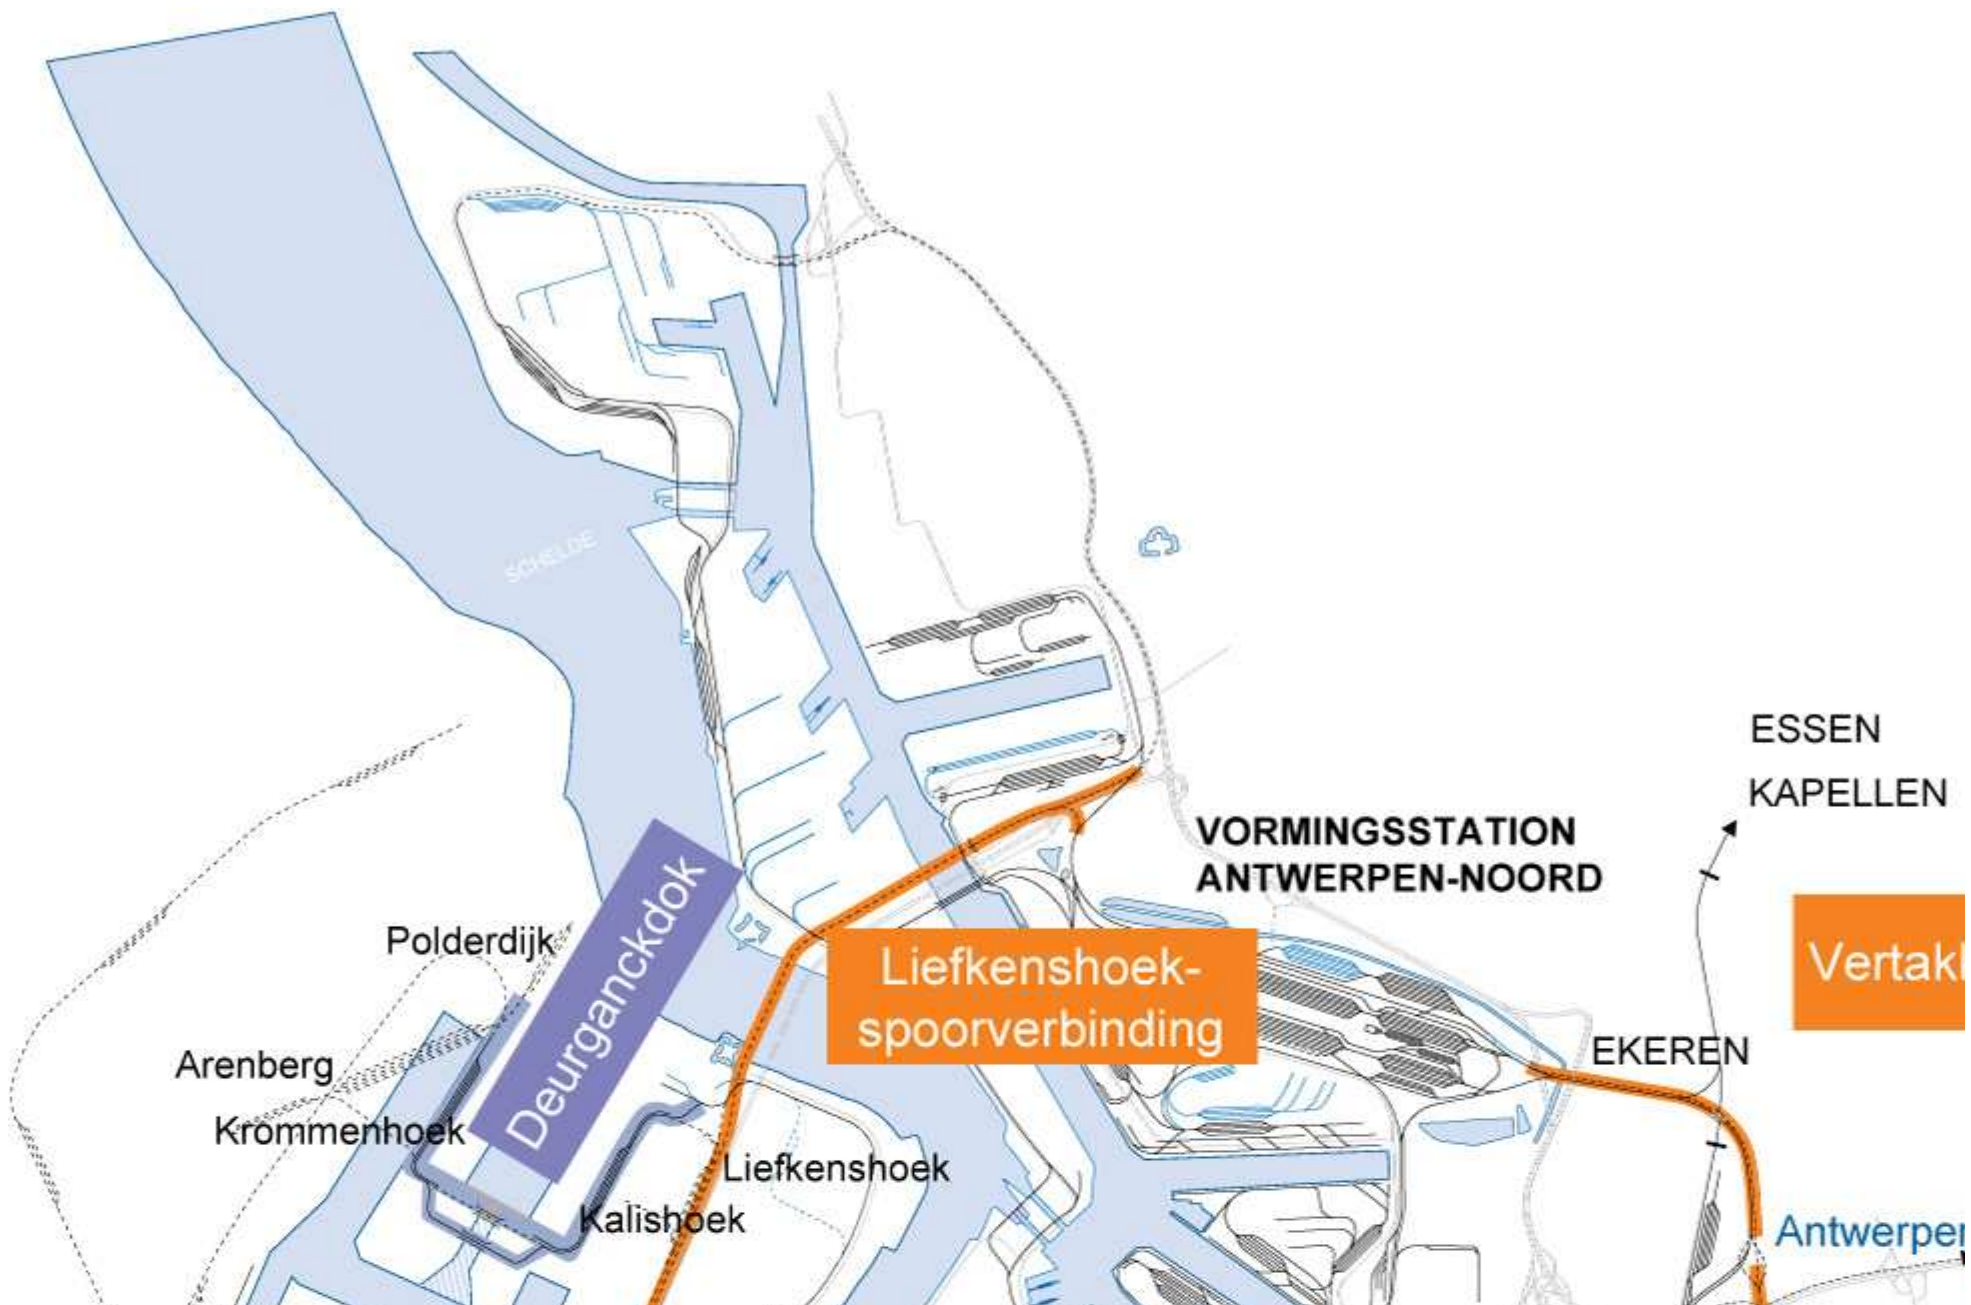 SCHELDE
ESSEN
KAPELLEN
VORMINGSSTATION
ANTWERPEN-NOORD
Deurganckdok
Polderdijk
Liefkenshoek-
spoorverbinding
Arenberg
EKEREN
Krommenhoek
Liefkenshoek
Kalishoek